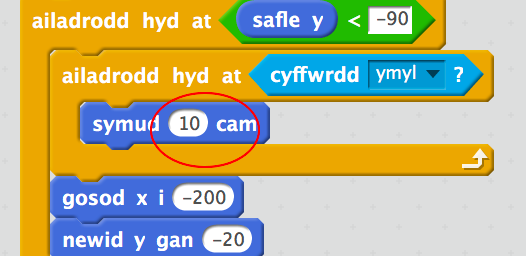 ailadrodd hyd at safle y < -90
ailadrodd hyd at cyffwrdd ymyl ?
symud 10 cam
gosod x i -200
newid y gan -20